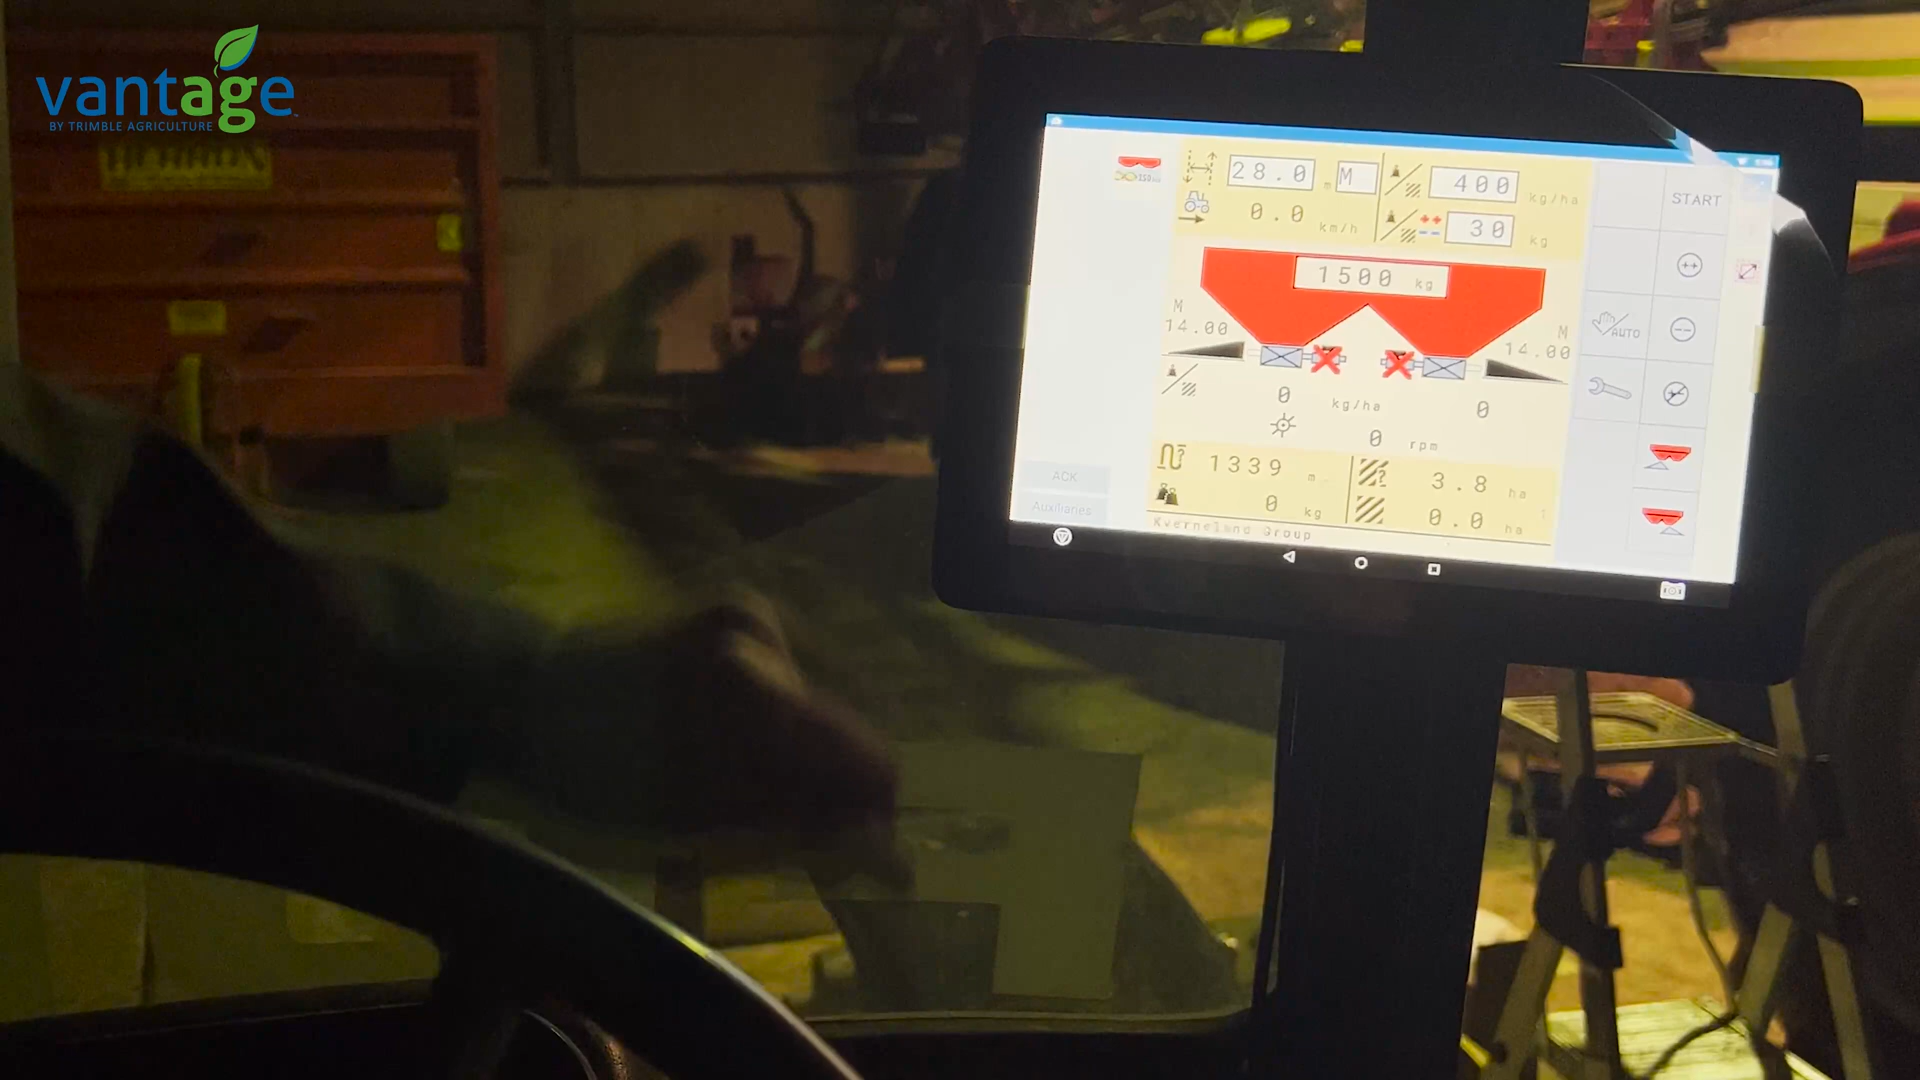 vantage
BY TRIMBLE AGRICULTURE
28.0 m M
400 kg/ha
START
0.0 km/h
30 kg
1500 kg
M
14.00
M
14.00
AUTO
0 kg/ha 0
0 rpm
1339 m
3.8 ha
ACK
0 kg
0.0 ha
Auxiliaries
Kverneland Group